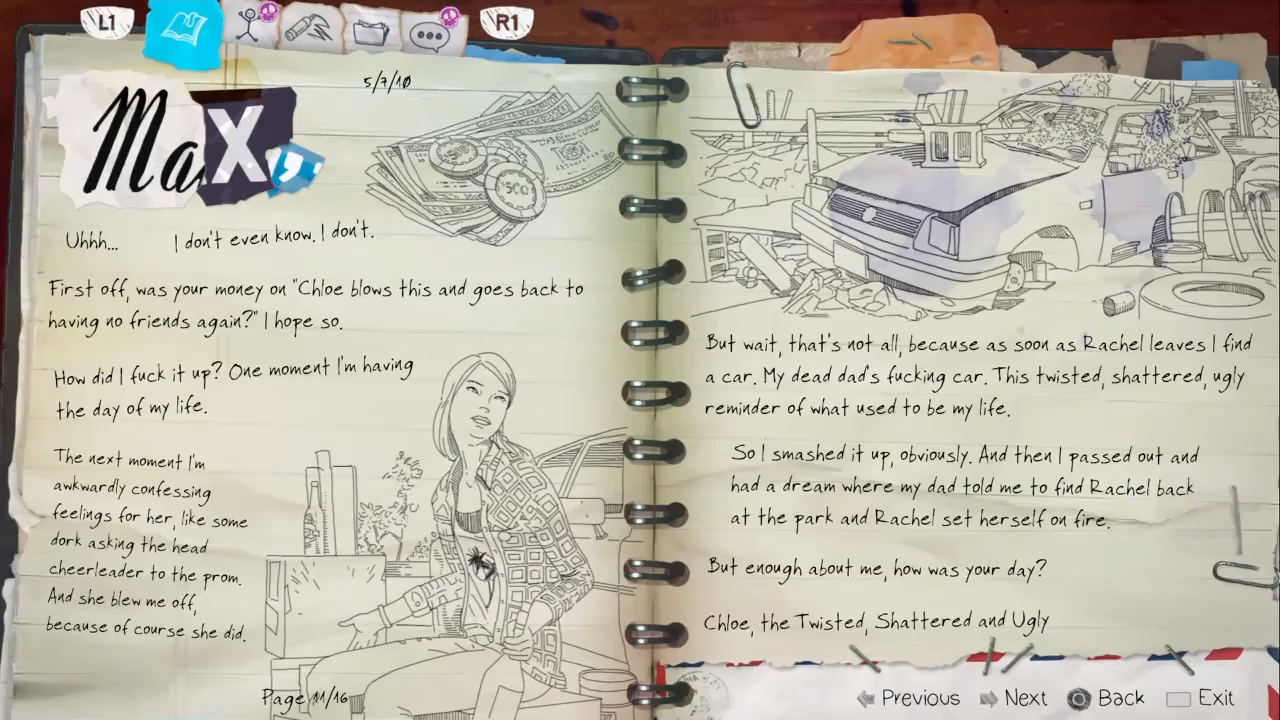 L1
R1
5/7/10
Max,
Uhhh... I don't even know. I don't.
First off, was your money on "Chloe blows this and goes back to
having no friends again?" I hope so.
How did I fuck it up? One moment I'm having
the day of my life.
The next moment I'm
awkwardly confessing
feelings for her, like some
dork asking the head
cheerleader to the prom.
And she blew me off,
because of course she did.
Page 11/16
But wait, that's not all, because as soon as Rachel leaves I find
a car. My dead dad's fucking car. This twisted, shattered, ugly
reminder of what used to be my life.
So I smashed it up, obviously. And then I passed out and
had a dream where my dad told me to find Rachel back
at the park and Rachel set herself on fire.
But enough about me, how was your day?
Chloe, the Twisted, Shattered and Ugly
Previous Next Back Exit